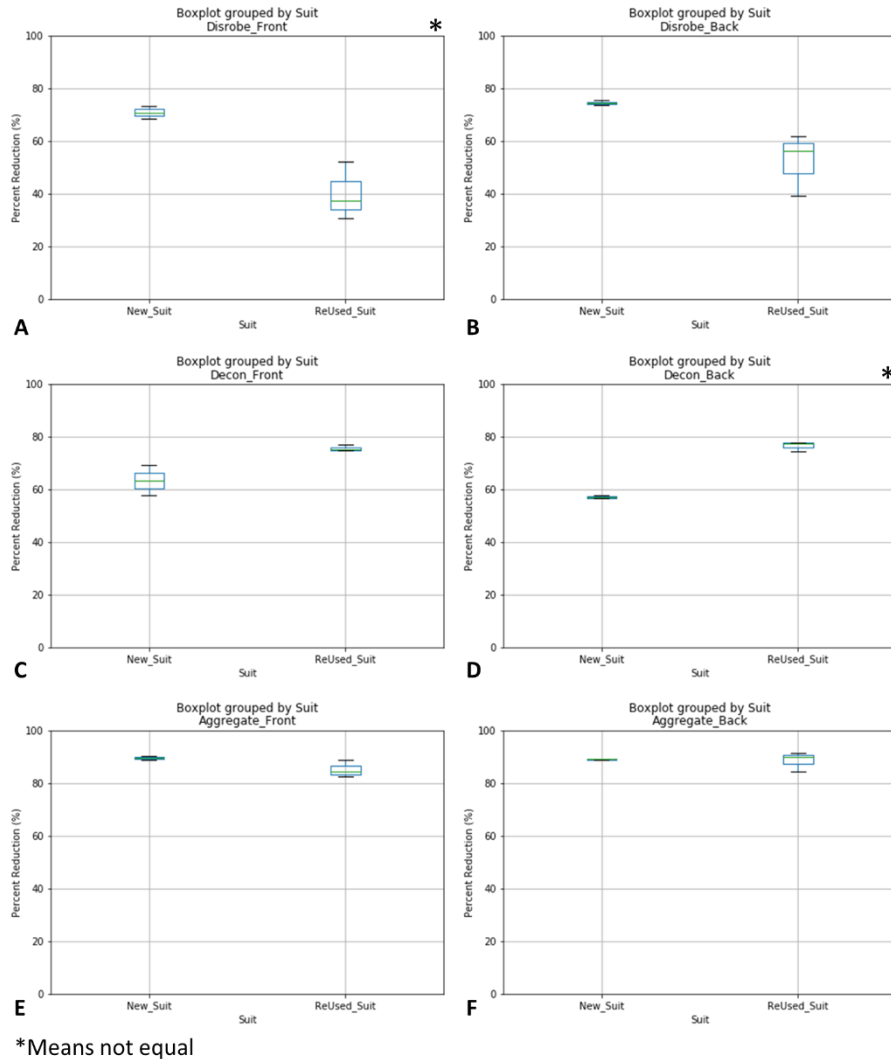 Boxplot grouped by Suit
Disrobe_Front
*
100
80
60
40
20
0
Percent Reduction (%)
New_Suit
ReUsed_Suit
Suit
A
Boxplot grouped by Suit
Disrobe_Back
100
80
60
40
20
0
Percent Reduction (%)
New_Suit
ReUsed_Suit
Suit
B
Boxplot grouped by Suit
Decon_Front
100
80
60
40
20
0
Percent Reduction (%)
New_Suit
ReUsed_Suit
Suit
C
Boxplot grouped by Suit
Decon_Back
*
100
80
60
40
20
0
Percent Reduction (%)
New_Suit
ReUsed_Suit
Suit
D
Boxplot grouped by Suit
Aggregate_Front
100
80
60
40
20
0
Percent Reduction (%)
New_Suit
ReUsed_Suit
Suit
E
Boxplot grouped by Suit
Aggregate_Back
100
80
60
40
20
0
Percent Reduction (%)
New_Suit
ReUsed_Suit
Suit
F
*Means not equal